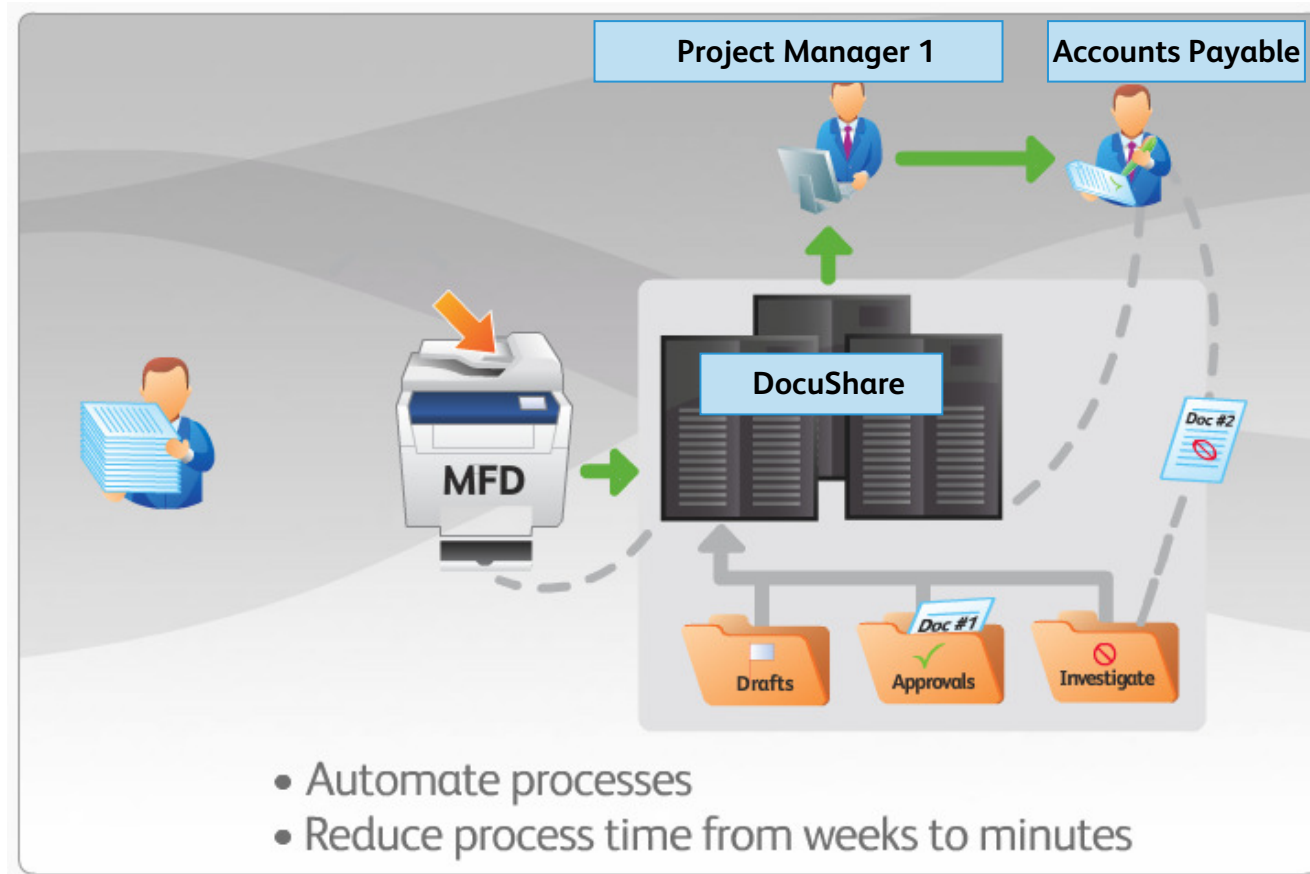 Project Manager 1
Accounts Payable
DocuShare
MFD
Doc #2
Doc #1
Drafts
Approvals
Investigate
• Automate processes
• Reduce process time from weeks to minutes